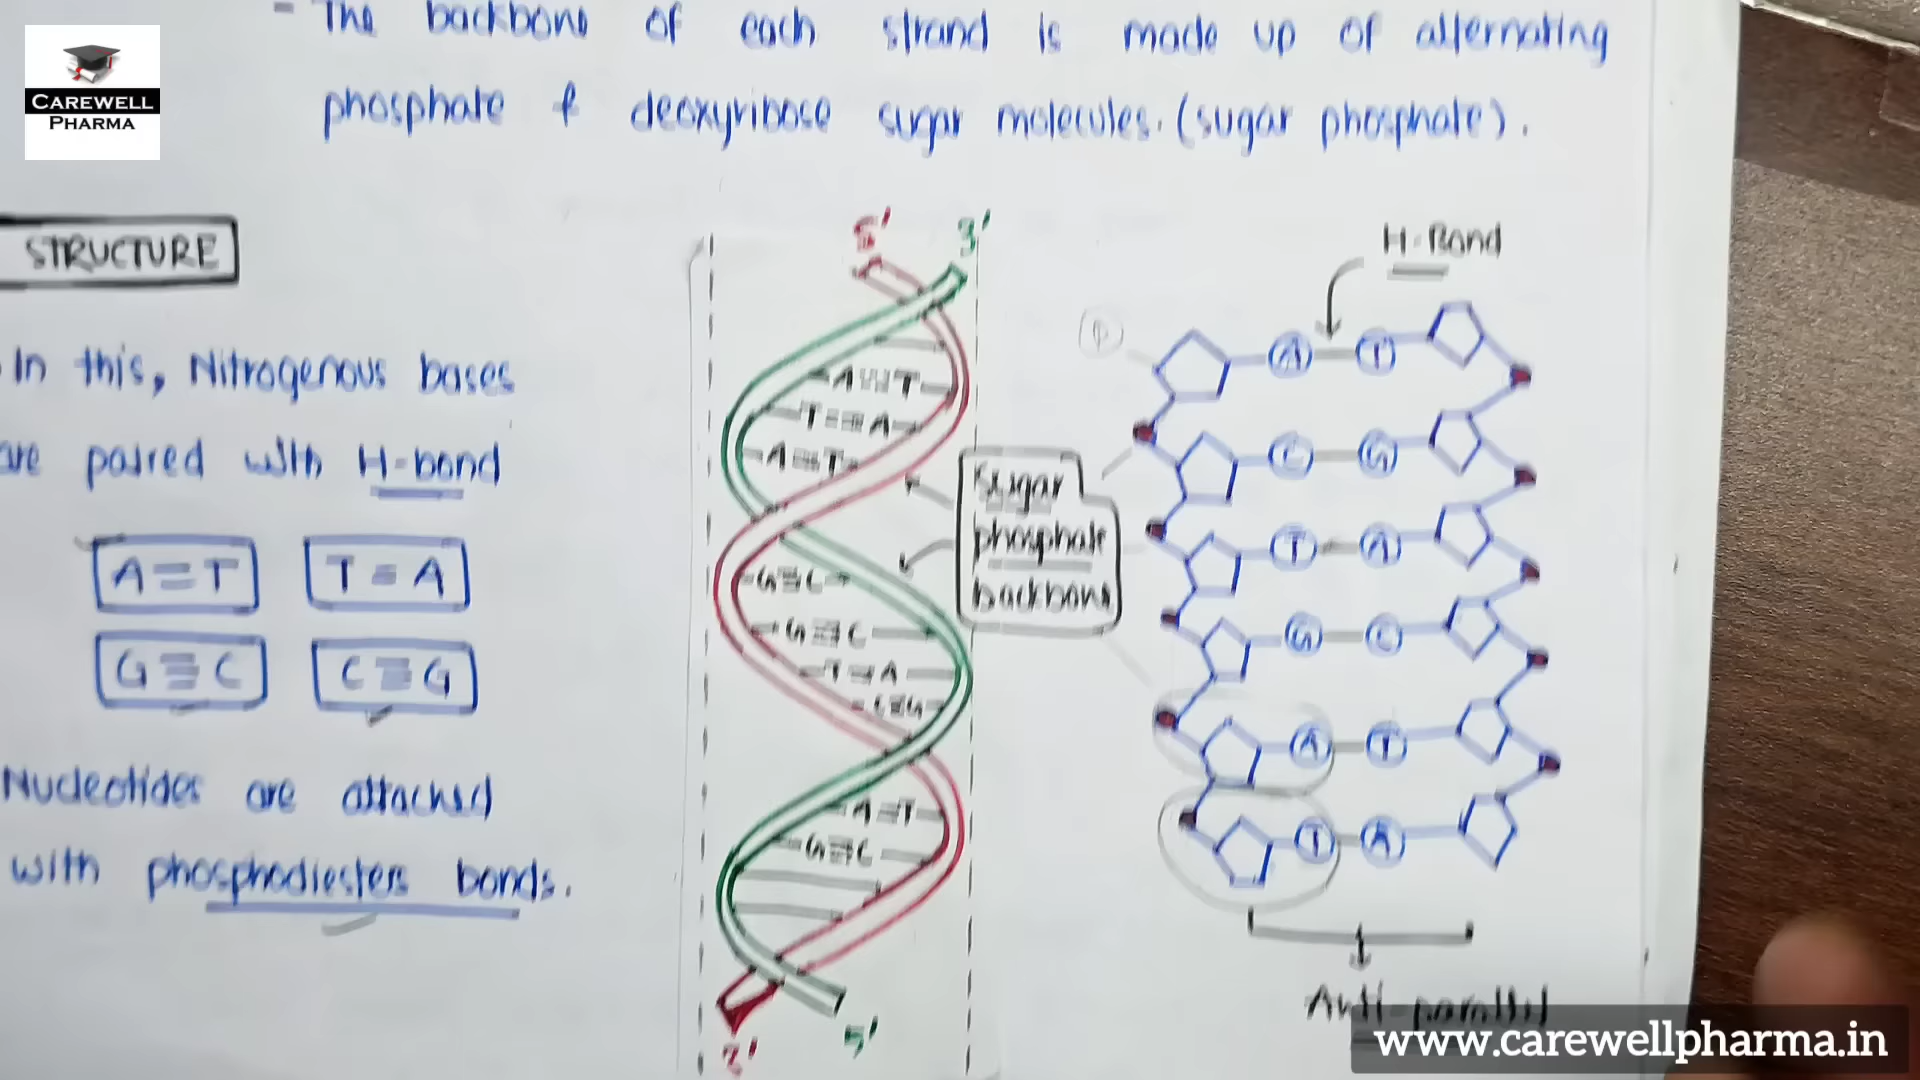 CAREWELL
PHARMA
- The backbone of each strand is made up of alternating
phosphate & deoxyribose sugar molecules. (sugar phosphate).
STRUCTURE
In this, Nitrogenous bases
are paired with H-bond
A=T T=A
G≡C C≡G
Nucleotides are attached
with phosphodiesters bonds.
5' 3'
A=T
T=A
A=T
G≡C
G≡C
T=A
C≡G
A=T
G≡C
3' 5'
Sugar
phosphate
backbone
H-Bond
P
A T
C G
T A
G C
A T
T A
Anti-parallel
www.carewellpharma.in